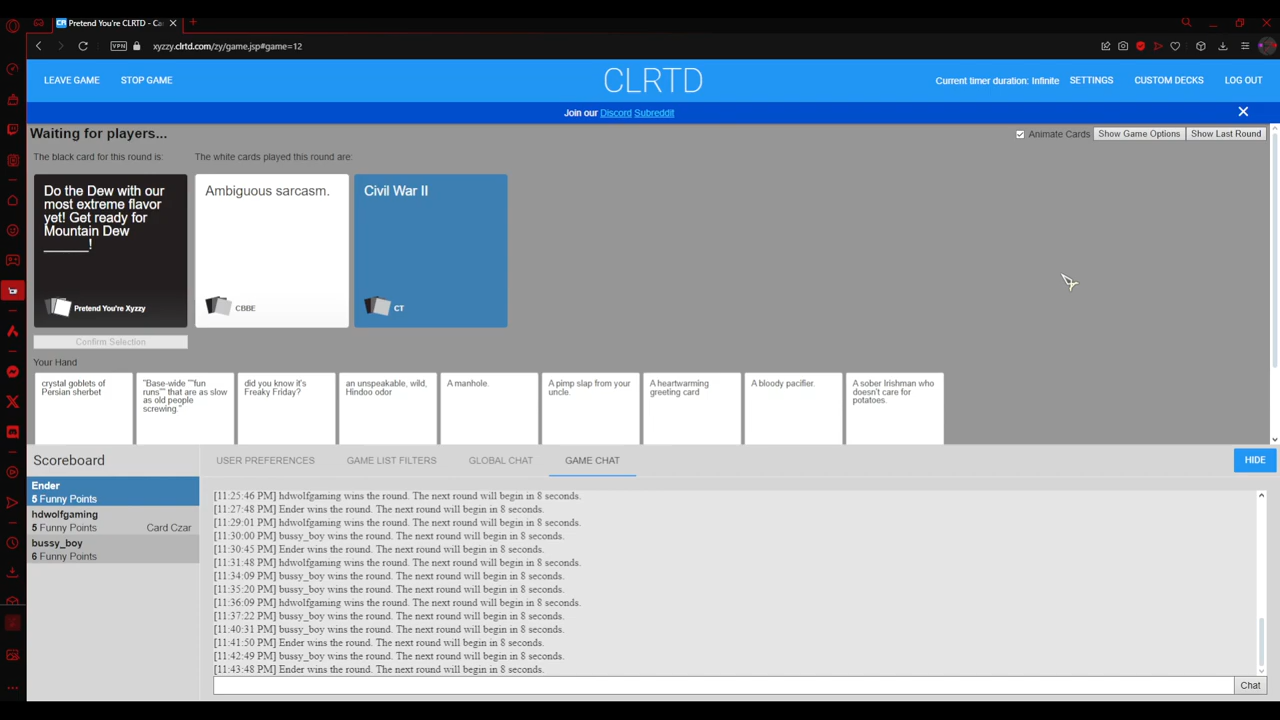 Pretend You're CLRTD - Ca
VPN
xyzzy.clrtd.com/zy/game.jsp#game=12
LEAVE GAME
STOP GAME
CLRTD
Current timer duration: Infinite
SETTINGS
CUSTOM DECKS
LOG OUT
Join our Discord Subreddit
Waiting for players...
Animate Cards
Show Game Options
Show Last Round
The black card for this round is:
The white cards played this round are:
Do the Dew with our
most extreme flavor
yet! Get ready for
Mountain Dew
______!
Pretend You're Xyzzy
Ambiguous sarcasm.
CBBE
Civil War II
CT
Confirm Selection
Your Hand
crystal goblets of
Persian sherbet
"Base-wide ""fun
runs"" that are as slow
as old people
screwing."
did you know it's
Freaky Friday?
an unspeakable, wild,
Hindoo odor
A manhole.
A pimp slap from your
uncle.
A heartwarming
greeting card
A bloody pacifier.
A sober Irishman who
doesn't care for
potatoes.
Scoreboard
USER PREFERENCES
GAME LIST FILTERS
GLOBAL CHAT
GAME CHAT
HIDE
Ender
5 Funny Points
hdwolfgaming
5 Funny Points
Card Czar
bussy_boy
6 Funny Points
[11:25:46 PM] hdwolfgaming wins the round. The next round will begin in 8 seconds.
[11:27:48 PM] Ender wins the round. The next round will begin in 8 seconds.
[11:29:01 PM] hdwolfgaming wins the round. The next round will begin in 8 seconds.
[11:30:00 PM] bussy_boy wins the round. The next round will begin in 8 seconds.
[11:30:45 PM] Ender wins the round. The next round will begin in 8 seconds.
[11:31:48 PM] hdwolfgaming wins the round. The next round will begin in 8 seconds.
[11:34:09 PM] bussy_boy wins the round. The next round will begin in 8 seconds.
[11:35:20 PM] bussy_boy wins the round. The next round will begin in 8 seconds.
[11:36:09 PM] hdwolfgaming wins the round. The next round will begin in 8 seconds.
[11:37:22 PM] bussy_boy wins the round. The next round will begin in 8 seconds.
[11:40:31 PM] bussy_boy wins the round. The next round will begin in 8 seconds.
[11:41:50 PM] Ender wins the round. The next round will begin in 8 seconds.
[11:42:49 PM] bussy_boy wins the round. The next round will begin in 8 seconds.
[11:43:48 PM] Ender wins the round. The next round will begin in 8 seconds.
Chat